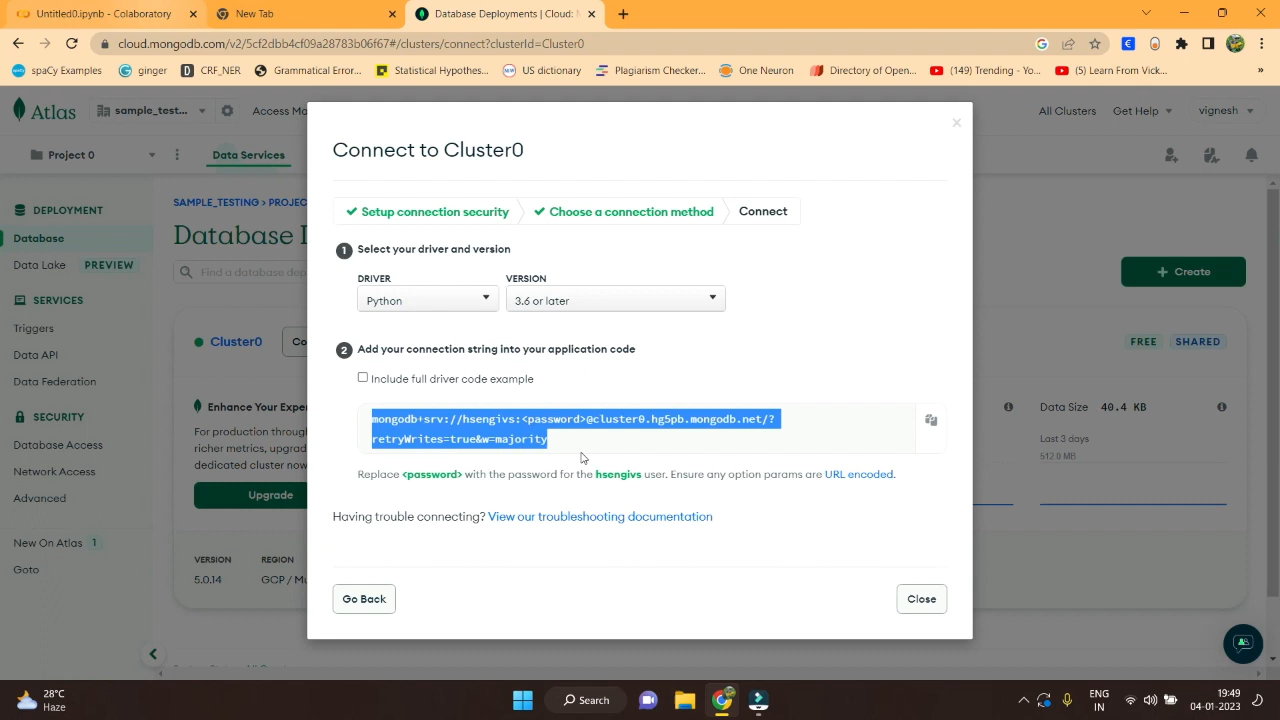 Untitled0.ipynb - Colaboratory
New Tab
Database Deployments | Cloud: M
cloud.mongodb.com/v2/5cf2dbb4cf09a28703b06f67#/clusters/connect?clusterId=Cluster0
spaCy Examples
ginger
CRF_NER
Grammatical Error...
Statistical Hypothes...
US dictionary
Plagiarism Checker...
One Neuron
Directory of Open...
(149) Trending - Yo...
(5) Learn From Vick...
»
Atlas
sample_test...
Access Ma
All Clusters
Get Help
vignesh
Project 0
Data Services
DEPLOYMENT
Database
Data Lake
PREVIEW
SERVICES
Triggers
Data API
Data Federation
SECURITY
Database Access
Network Access
Advanced
New On Atlas 1
Goto
SAMPLE_TESTING > PROJEC
Database D
Find a database dep
Create
Cluster0
Co
FREE
SHARED
Enhance Your Exper
For production throug
richer metrics, upgrad
dedicated cluster now
Upgrade
VERSION
5.0.14
REGION
GCP / Mu
Data Size 40.4 KB
Last 3 days
512.0 MB
Connect to Cluster0
Setup connection security
Choose a connection method
Connect
1 Select your driver and version
DRIVER
Python
VERSION
3.6 or later
2 Add your connection string into your application code
Include full driver code example
mongodb+srv://hsengivs:<password>@cluster0.hg5pb.mongodb.net/?
retryWrites=true&w=majority
Replace <password> with the password for the hsengivs user. Ensure any option params are URL encoded.
Having trouble connecting? View our troubleshooting documentation
Go Back
Close
28°C
Haze
Search
ENG
IN
19:49
04-01-2023